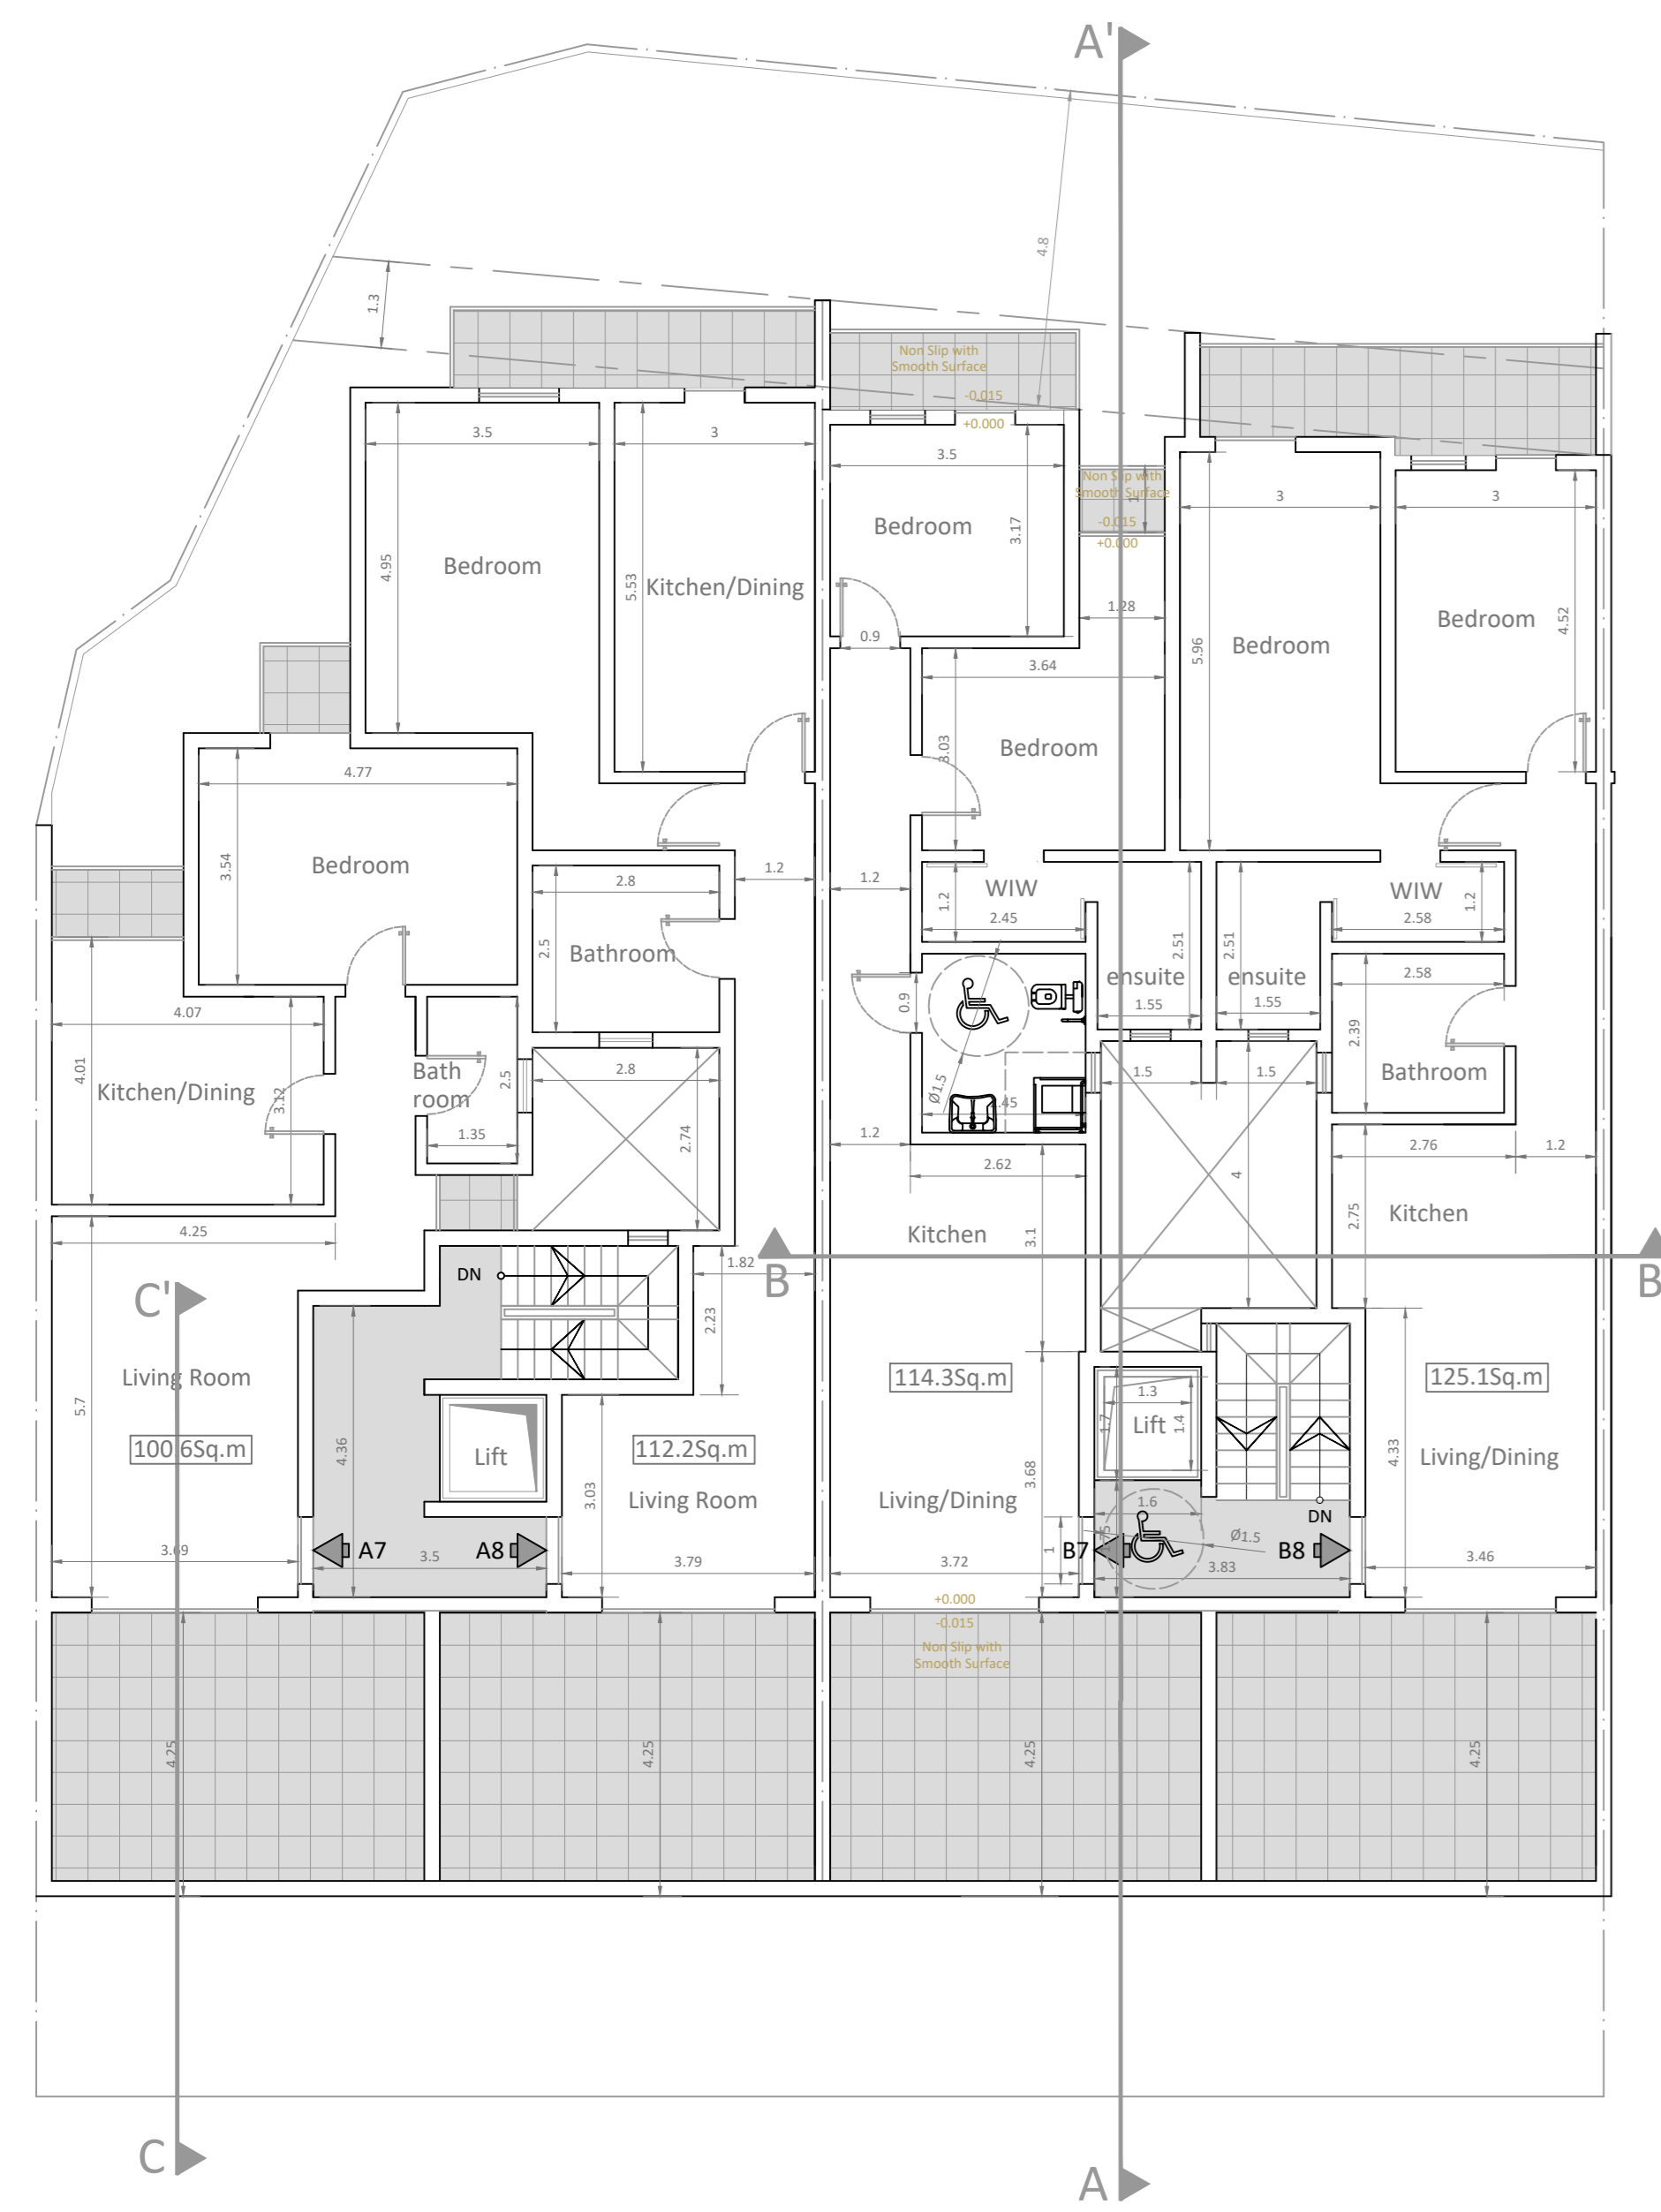 A'
4.8
1.3
Non Slip with
Smooth Surface
-0.015
+0.000
3.5
3
3.5
Non Slip with
Smooth Surface
1
-0.015
+0.000
3
3
4.95
Bedroom
5.53
Kitchen/Dining
Bedroom
3.17
0.9
1.28
5.96
Bedroom
Bedroom
4.52
3.64
3.03
Bedroom
4.77
3.54
Bedroom
2.8
1.2
1.2
WIW
1.2
2.45
WIW
1.2
2.58
2.5
Bathroom
2.51
ensuite
1.55
2.51
ensuite
1.55
2.58
4.07
0.9
2.39
4.01
Kitchen/Dining
3.12
Bath
room
2.5
1.35
2.8
2.74
Ø1.5
1.5
1.5
Bathroom
1.2
2.62
4
2.76
1.2
4.25
Kitchen
3.1
2.75
Kitchen
DN
1.82
B
B
C'
2.23
Living Room
5.7
100.6Sq.m
4.36
Lift
112.2Sq.m
3.03
Living Room
114.3Sq.m
3.68
Living/Dining
1.3
1.7
Lift
1.4
125.1Sq.m
4.33
Living/Dining
1.6
DN
3.69
A7
3.5
A8
3.79
3.72
1
B7
Ø1.5
3.83
B8
3.46
+0.000
-0.015
Non Slip with
Smooth Surface
4.25
4.25
4.25
4.25
C
A